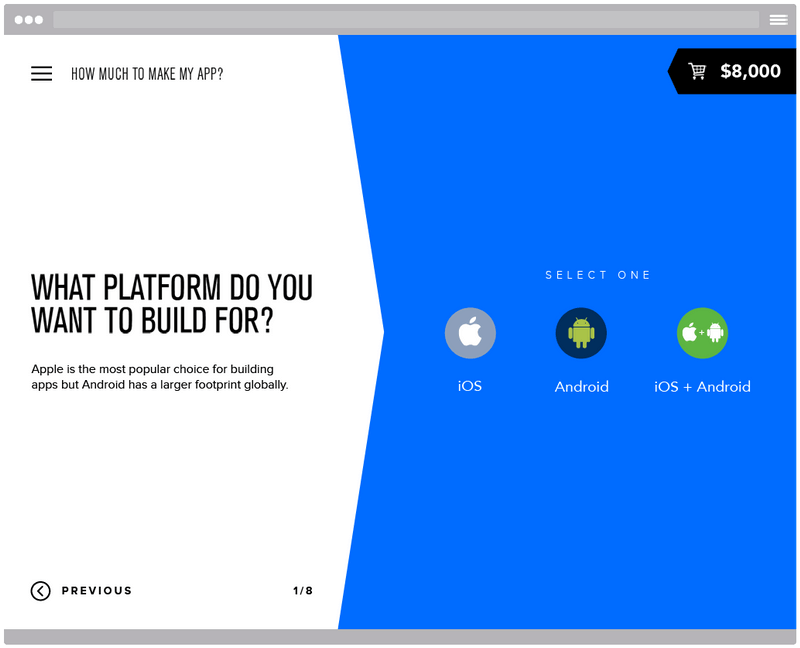 HOW MUCH TO MAKE MY APP?
$8,000
WHAT PLATFORM DO YOU
WANT TO BUILD FOR?
Apple is the most popular choice for building
apps but Android has a larger footprint globally.
SELECT ONE
+
iOS
Android
iOS + Android
PREVIOUS
1/8